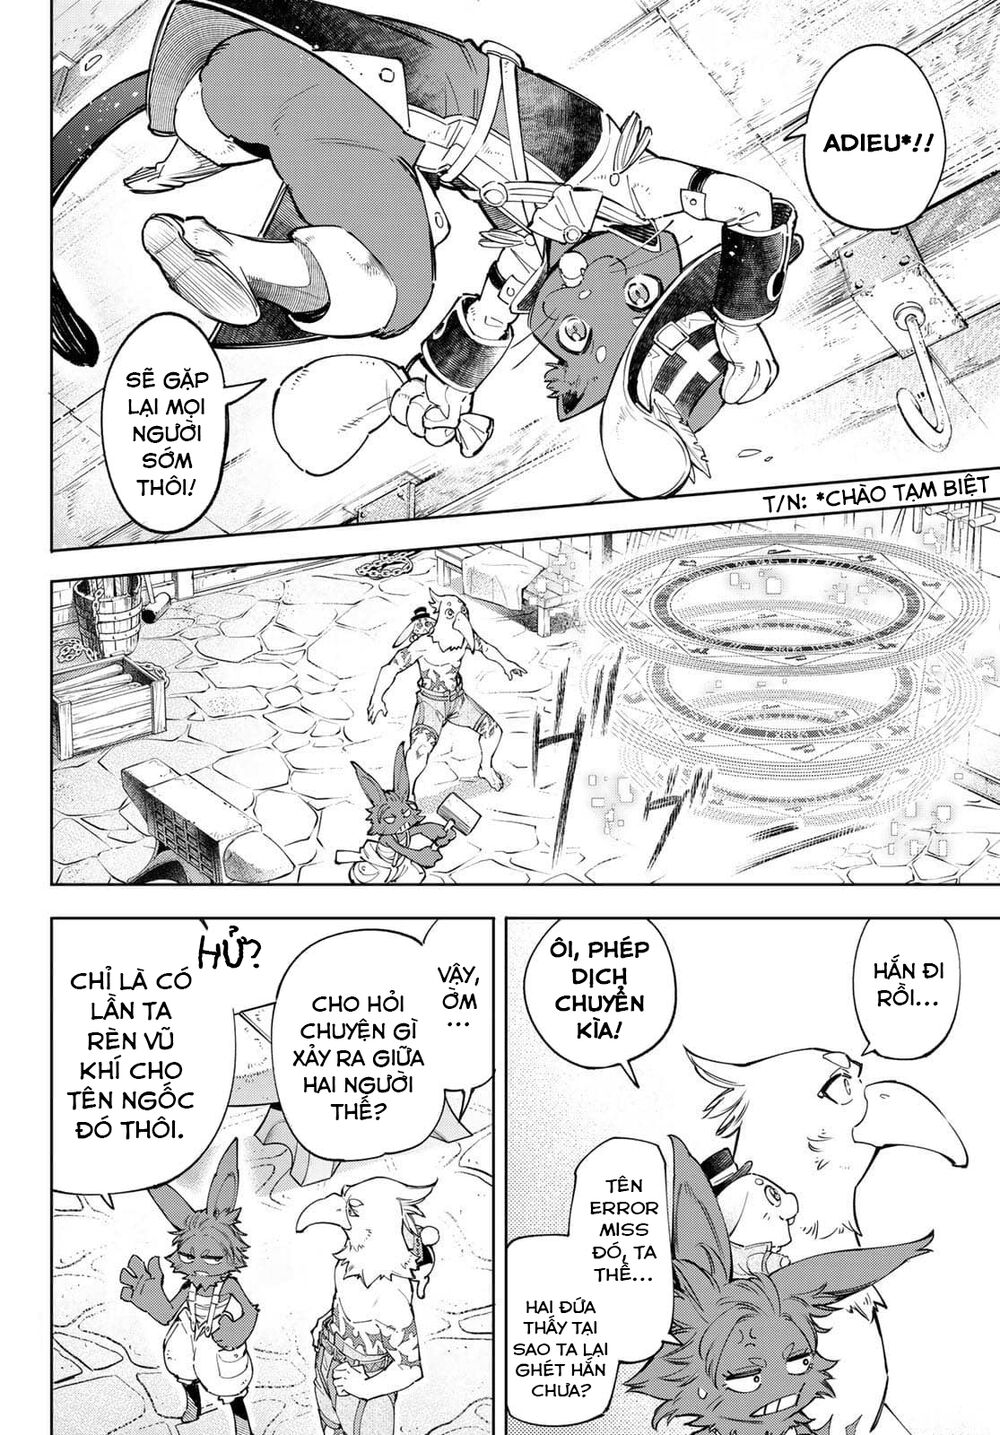 ADIEU*!!
SẼ GẶP
LẠI MỌI
NGƯỜI
SỚM
THÔI!
T/N: *CHÀO TẠM BIỆT
HẮN ĐI
RỒI...
ÔI, PHÉP
DỊCH
CHUYỂN
KÌA!
TÊN
ERROR
MISS
ĐÓ, TA
THỀ...
HAI ĐỨA
THẤY TẠI
SAO TA LẠI
GHÉT HẮN
CHƯA?
VẬY,
ỜM
...
CHO HỎI
CHUYỆN GÌ
XẢY RA GIỮA
HAI NGƯỜI
THẾ?
HỬ?
CHỈ LÀ CÓ
LẦN TA
RÈN VŨ
KHÍ CHO
TÊN NGỐC
ĐÓ THÔI.